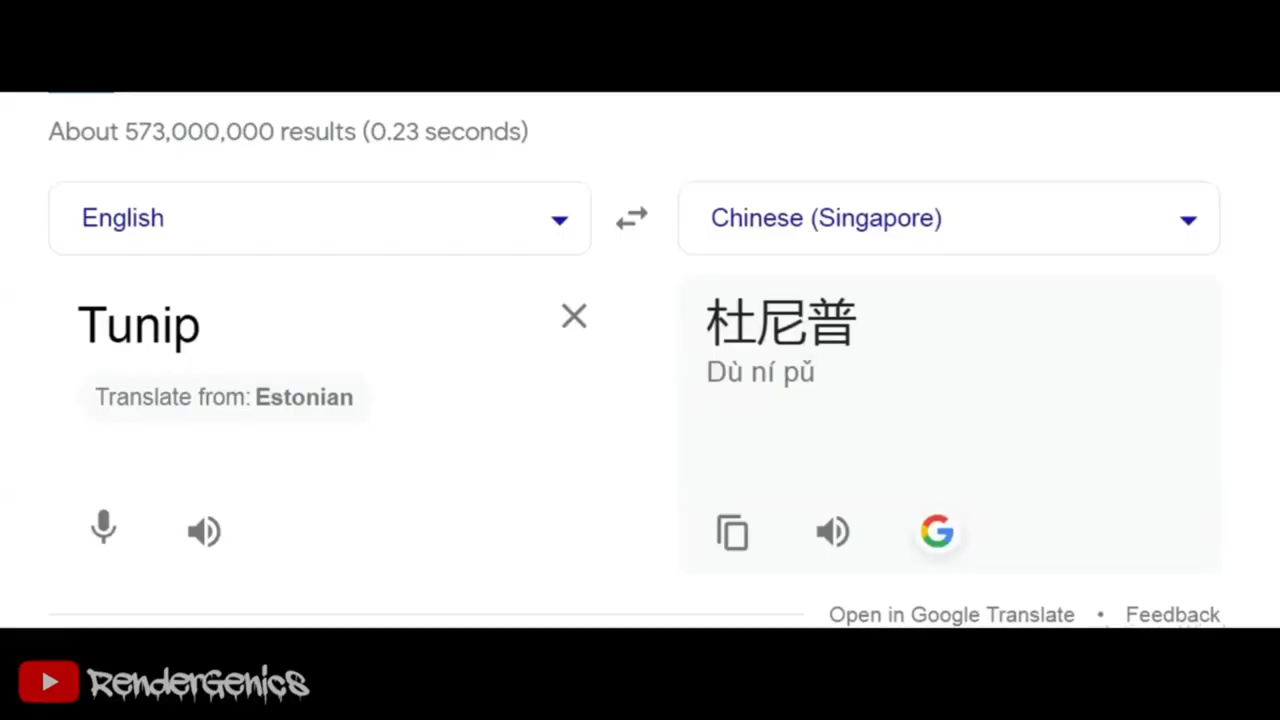 About 573,000,000 results (0.23 seconds)
English
Chinese (Singapore)
Tunip
杜尼普
Dù ní pǔ
Translate from: Estonian
Open in Google Translate • Feedback
RenderGenics